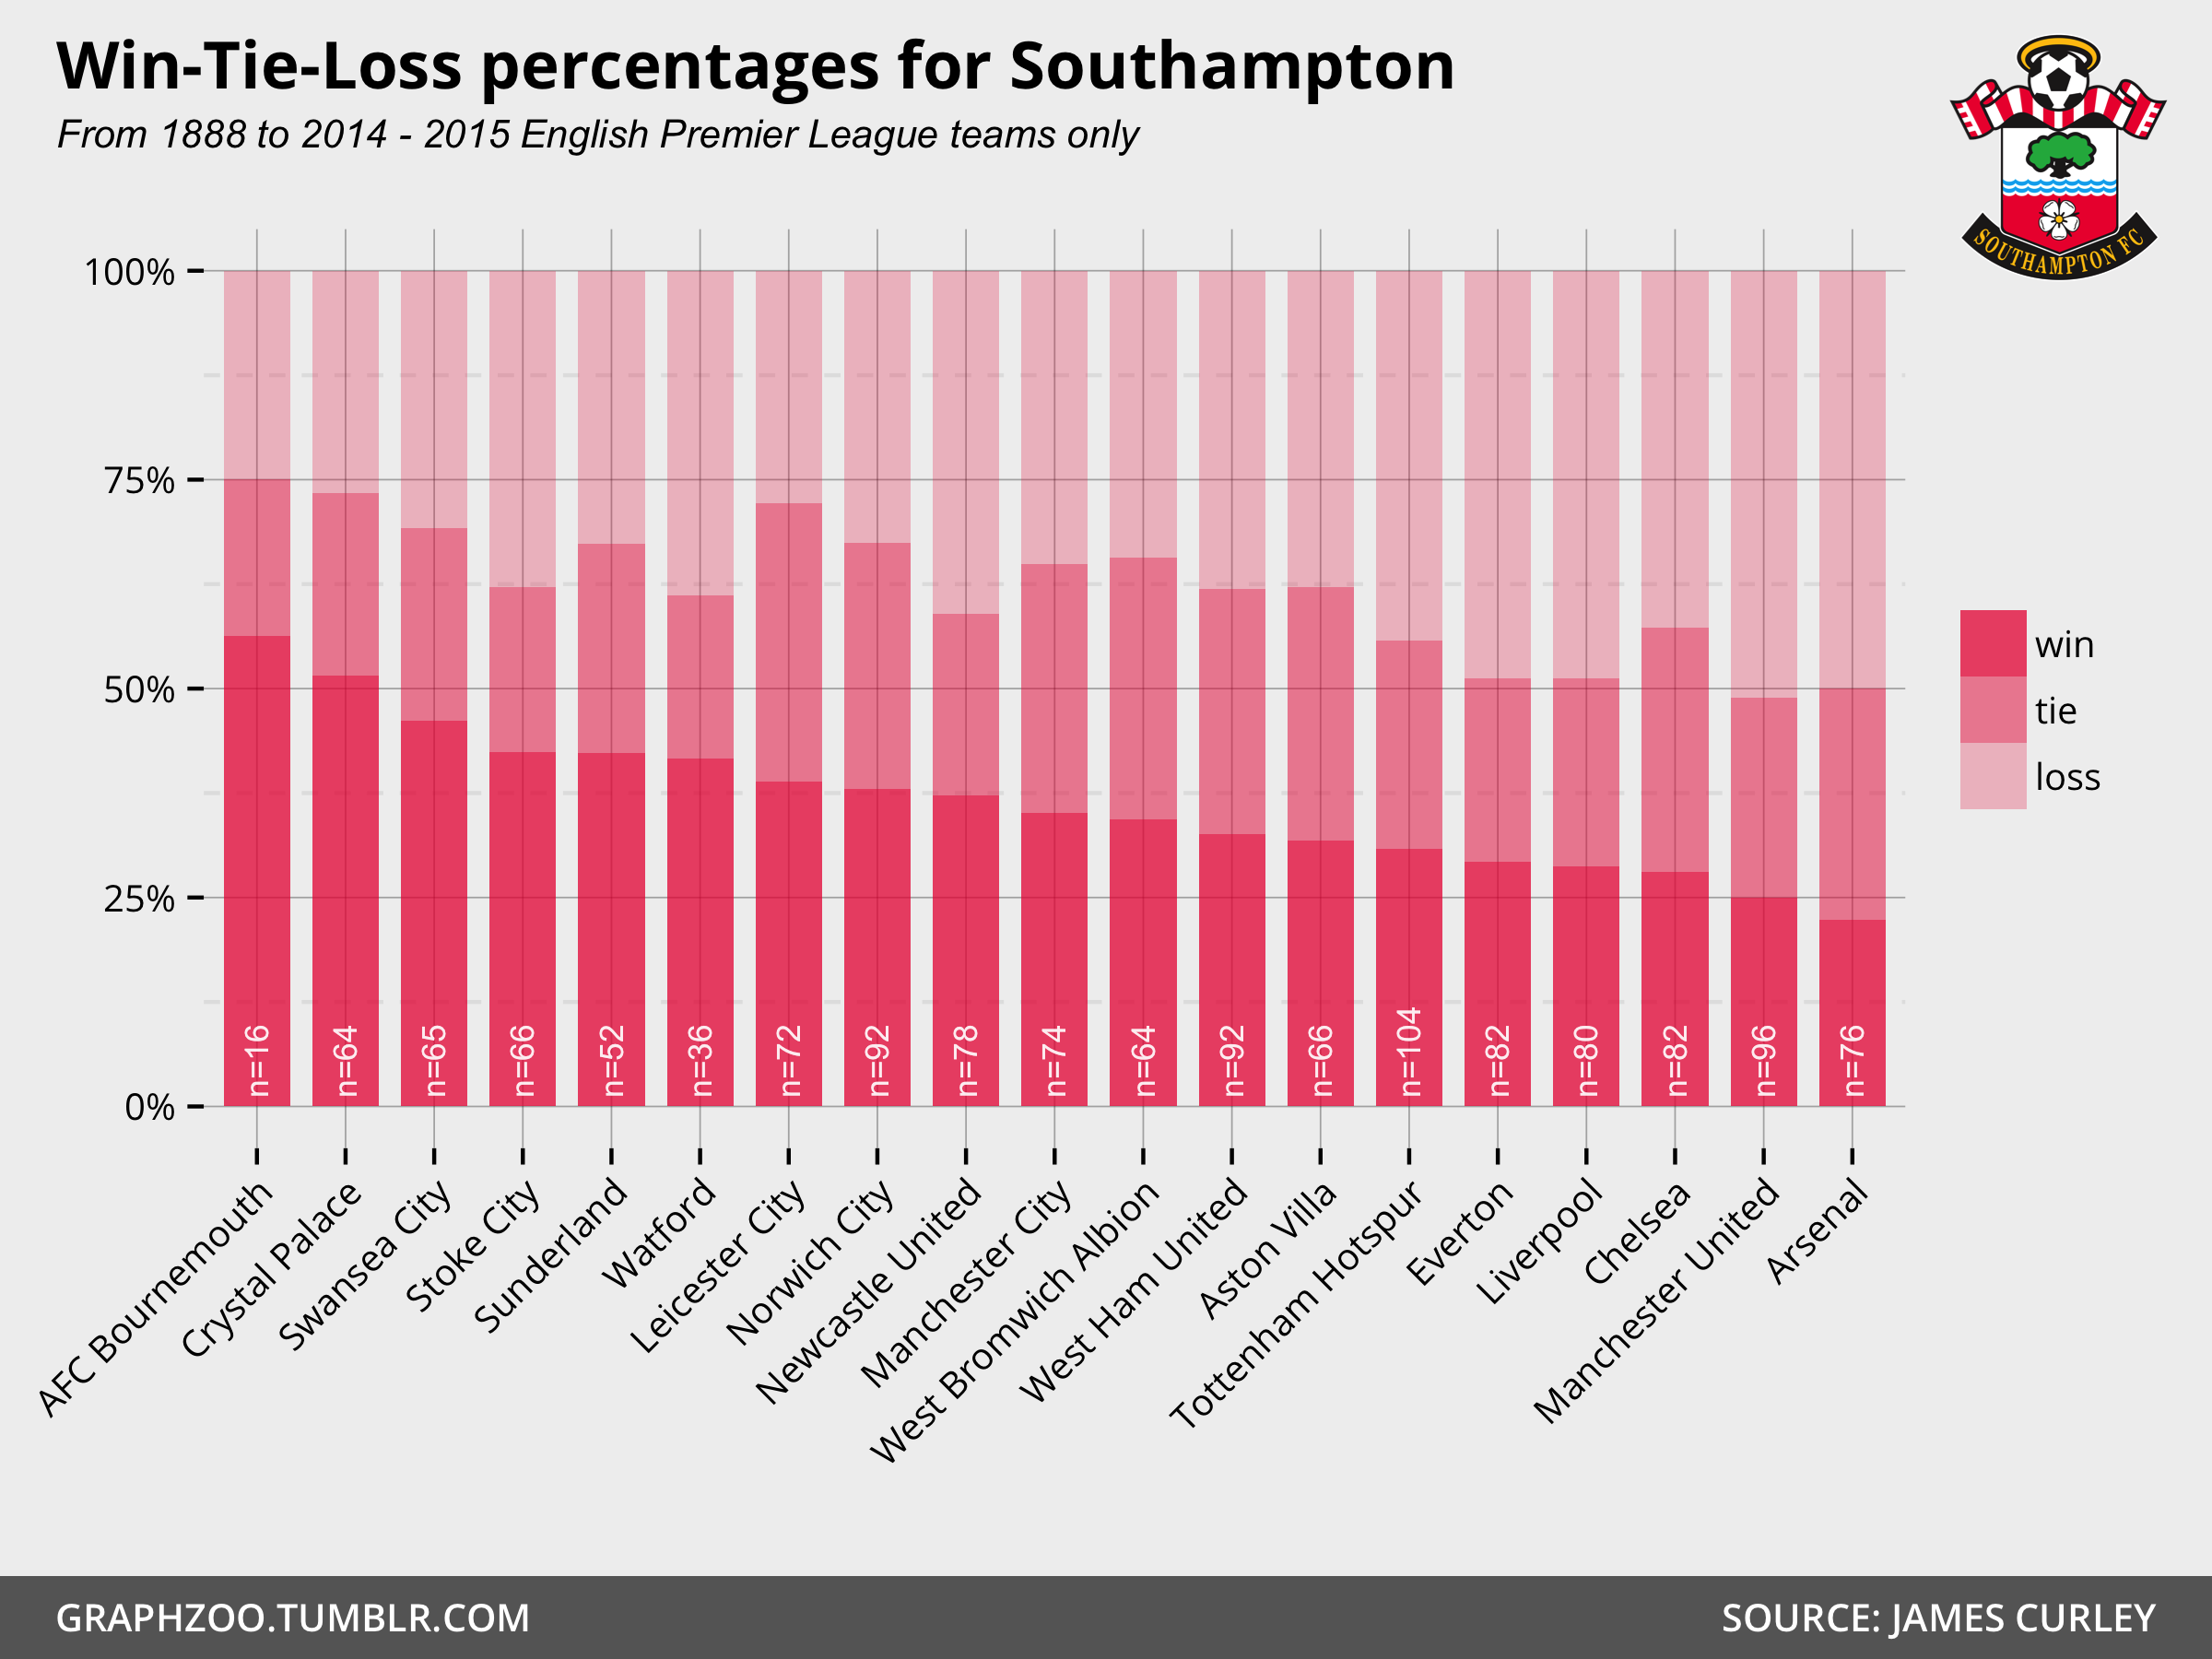 Win-Tie-Loss percentages for Southampton
From 1888 to 2014 - 2015 English Premier League teams only
SOUTHAMPTON FC
100%
75%
50%
25%
0%
win
tie
loss
n=16
n=64
n=65
n=66
n=52
n=36
n=72
n=92
n=78
n=74
n=64
n=92
n=66
n=104
n=82
n=80
n=82
n=96
n=76
AFC Bournemouth
Crystal Palace
Swansea City
Stoke City
Sunderland
Watford
Leicester City
Norwich City
Newcastle United
Manchester City
West Bromwich Albion
West Ham United
Aston Villa
Tottenham Hotspur
Everton
Liverpool
Chelsea
Manchester United
Arsenal
GRAPHZOO.TUMBLR.COM
SOURCE: JAMES CURLEY